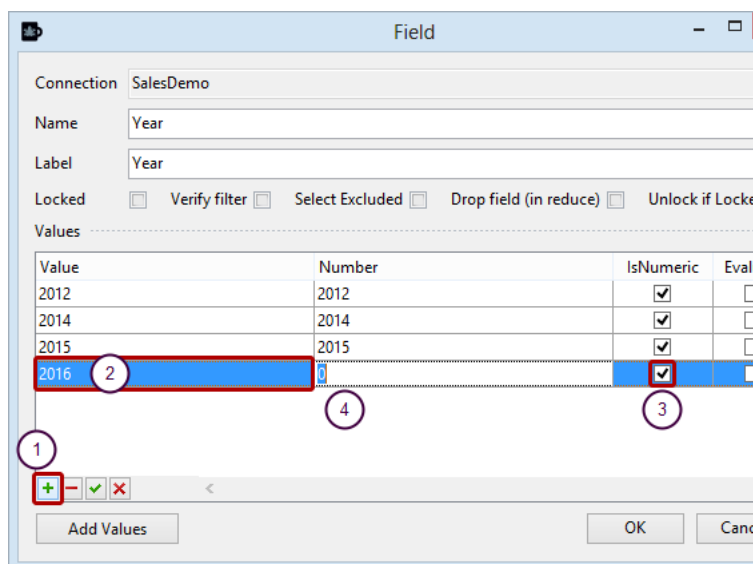 Field
Connection SalesDemo
Name Year
Label Year
Locked Verify filter Select Excluded Drop field (in reduce) Unlock if Locke
Values
Value Number IsNumeric Eval
2012 2012
2014 2014
2015 2015
2016 2 0
4 3
1
Add Values OK Canc